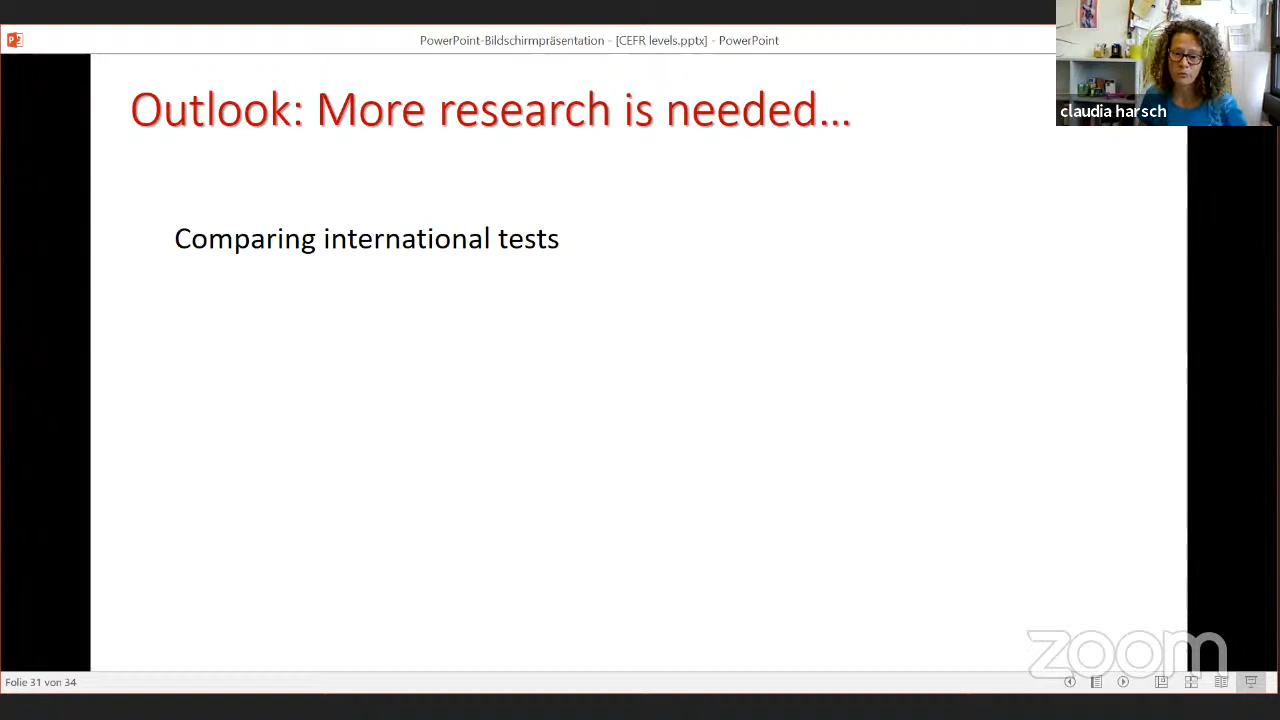 PowerPoint-Bildschirmpräsentation - [CEFR levels.pptx] - PowerPoint
claudia harsch
Outlook: More research is needed...
Comparing international tests
zoom
Folie 31 von 34